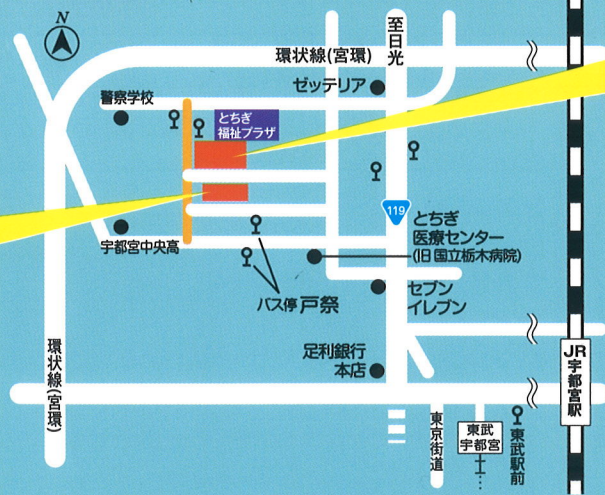 N
至日光
環状線(宮環)
ゼッテリア
警察学校
とちぎ
福祉プラザ
119
とちぎ
医療センター
(旧国立栃木病院)
宇都宮中央高
バス停 戸祭
セブン
イレブン
環状線(宮環)
足利銀行
本店
JR宇都宮駅
東京街道
東武
宇都宮
東武駅前